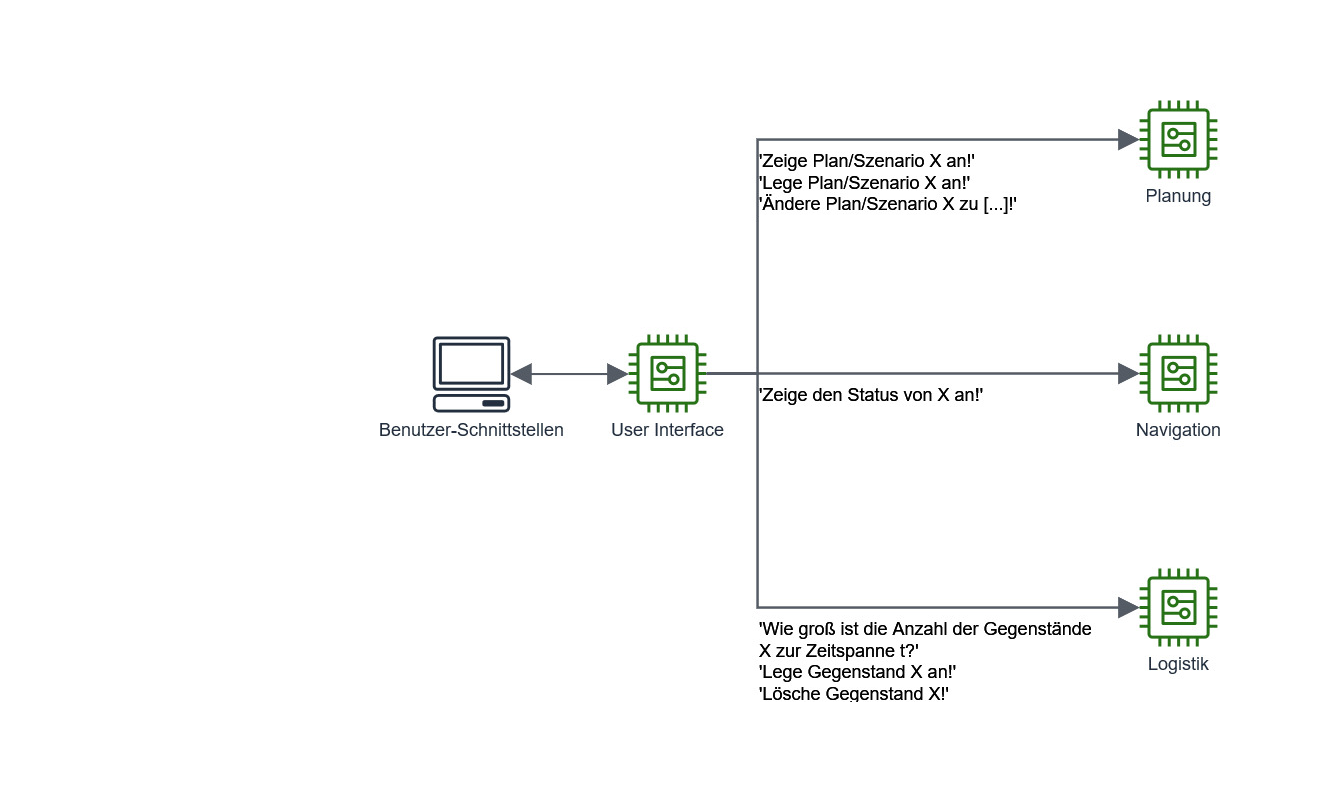 'Zeige Plan/Szenario X an!'
'Lege Plan/Szenario X an!'
'Ändere Plan/Szenario X zu [...]!'
Planung
Benutzer-Schnittstellen
User Interface
'Zeige den Status von X an!'
Navigation
'Wie groß ist die Anzahl der Gegenstände
X zur Zeitspanne t?'
'Lege Gegenstand X an!'
'Lösche Gegenstand X!'
Logistik